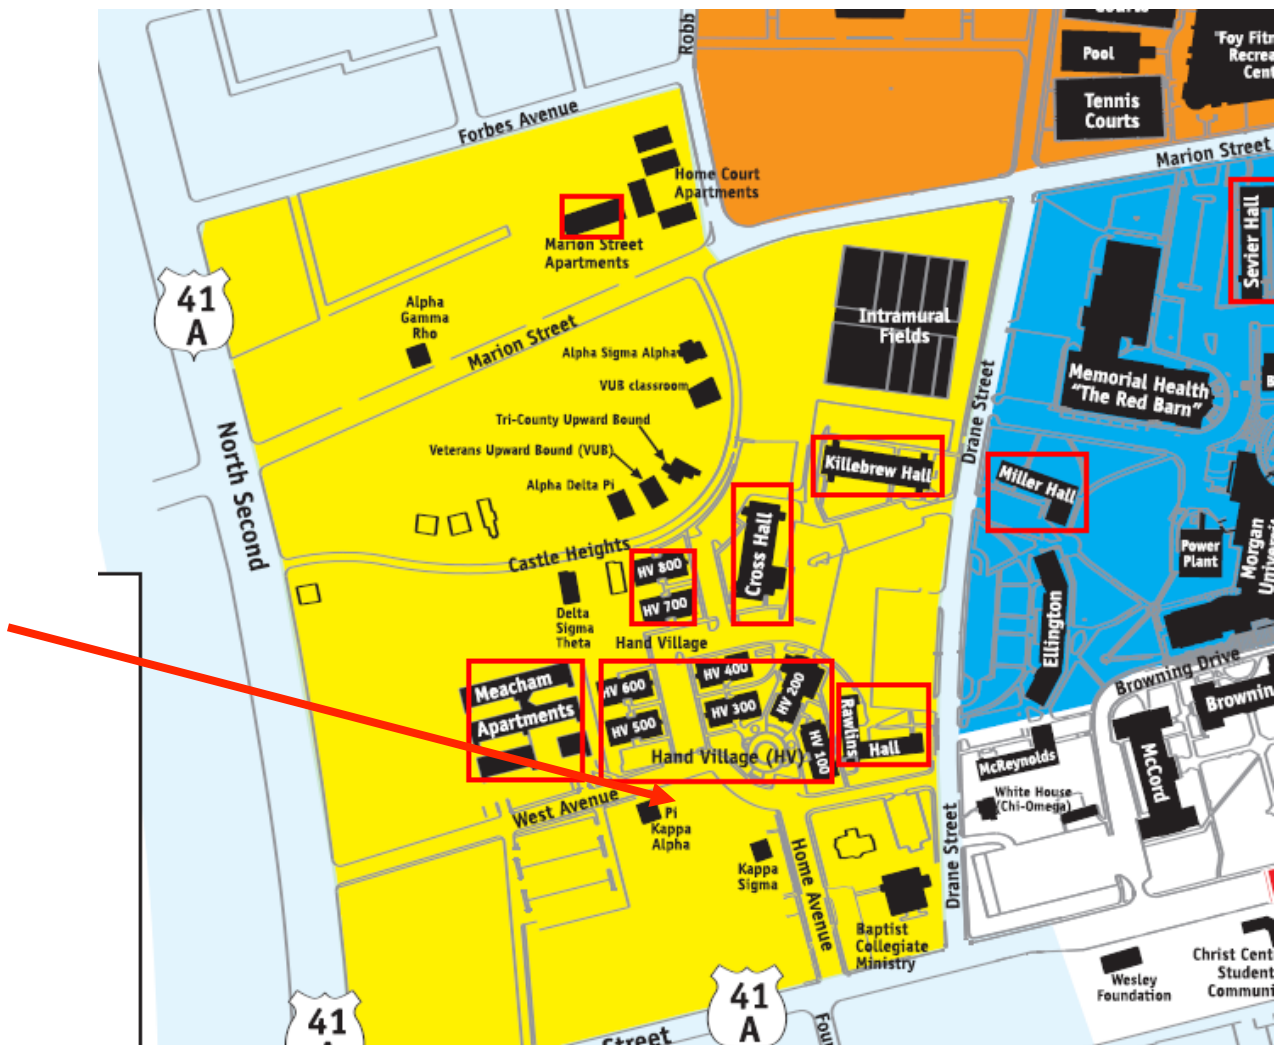 Robb
Courts
Pool
Tennis
Courts
"Foy Fitn
Recrea
Cent
Forbes Avenue
Marion Street
Home Court
Apartments
Marion Street
Apartments
Sevier Hall
41
A
Alpha
Gamma
Rho
Marion Street
Intramural
Fields
Alpha Sigma Alpha
VUB classroom
Memorial Health
"The Red Barn"
Tri-County Upward Bound
Veterans Upward Bound (VUB)
Alpha Delta Pi
Drane Street
Killebrew Hall
Miller Hall
North Second
Castle Heights
Cross Hall
Power
Plant
Morgan
Universit
HV 800
HV 700
Delta
Sigma
Theta
Hand Village
Ellington
Browning Drive
Meacham
Apartments
HV 600
HV 500
HV 400
HV 300
HV 200
HV 100
Hand Village (HV)
Rawlins
Hall
Browning
McReynolds
McCord
White House
(Chi-Omega)
West Avenue
Pi
Kappa
Alpha
Kappa
Sigma
Home Avenue
Drane Street
Baptist
Collegiate
Ministry
Wesley
Foundation
Christ Cent
Student
Communi
41
A
41
Street
Fou